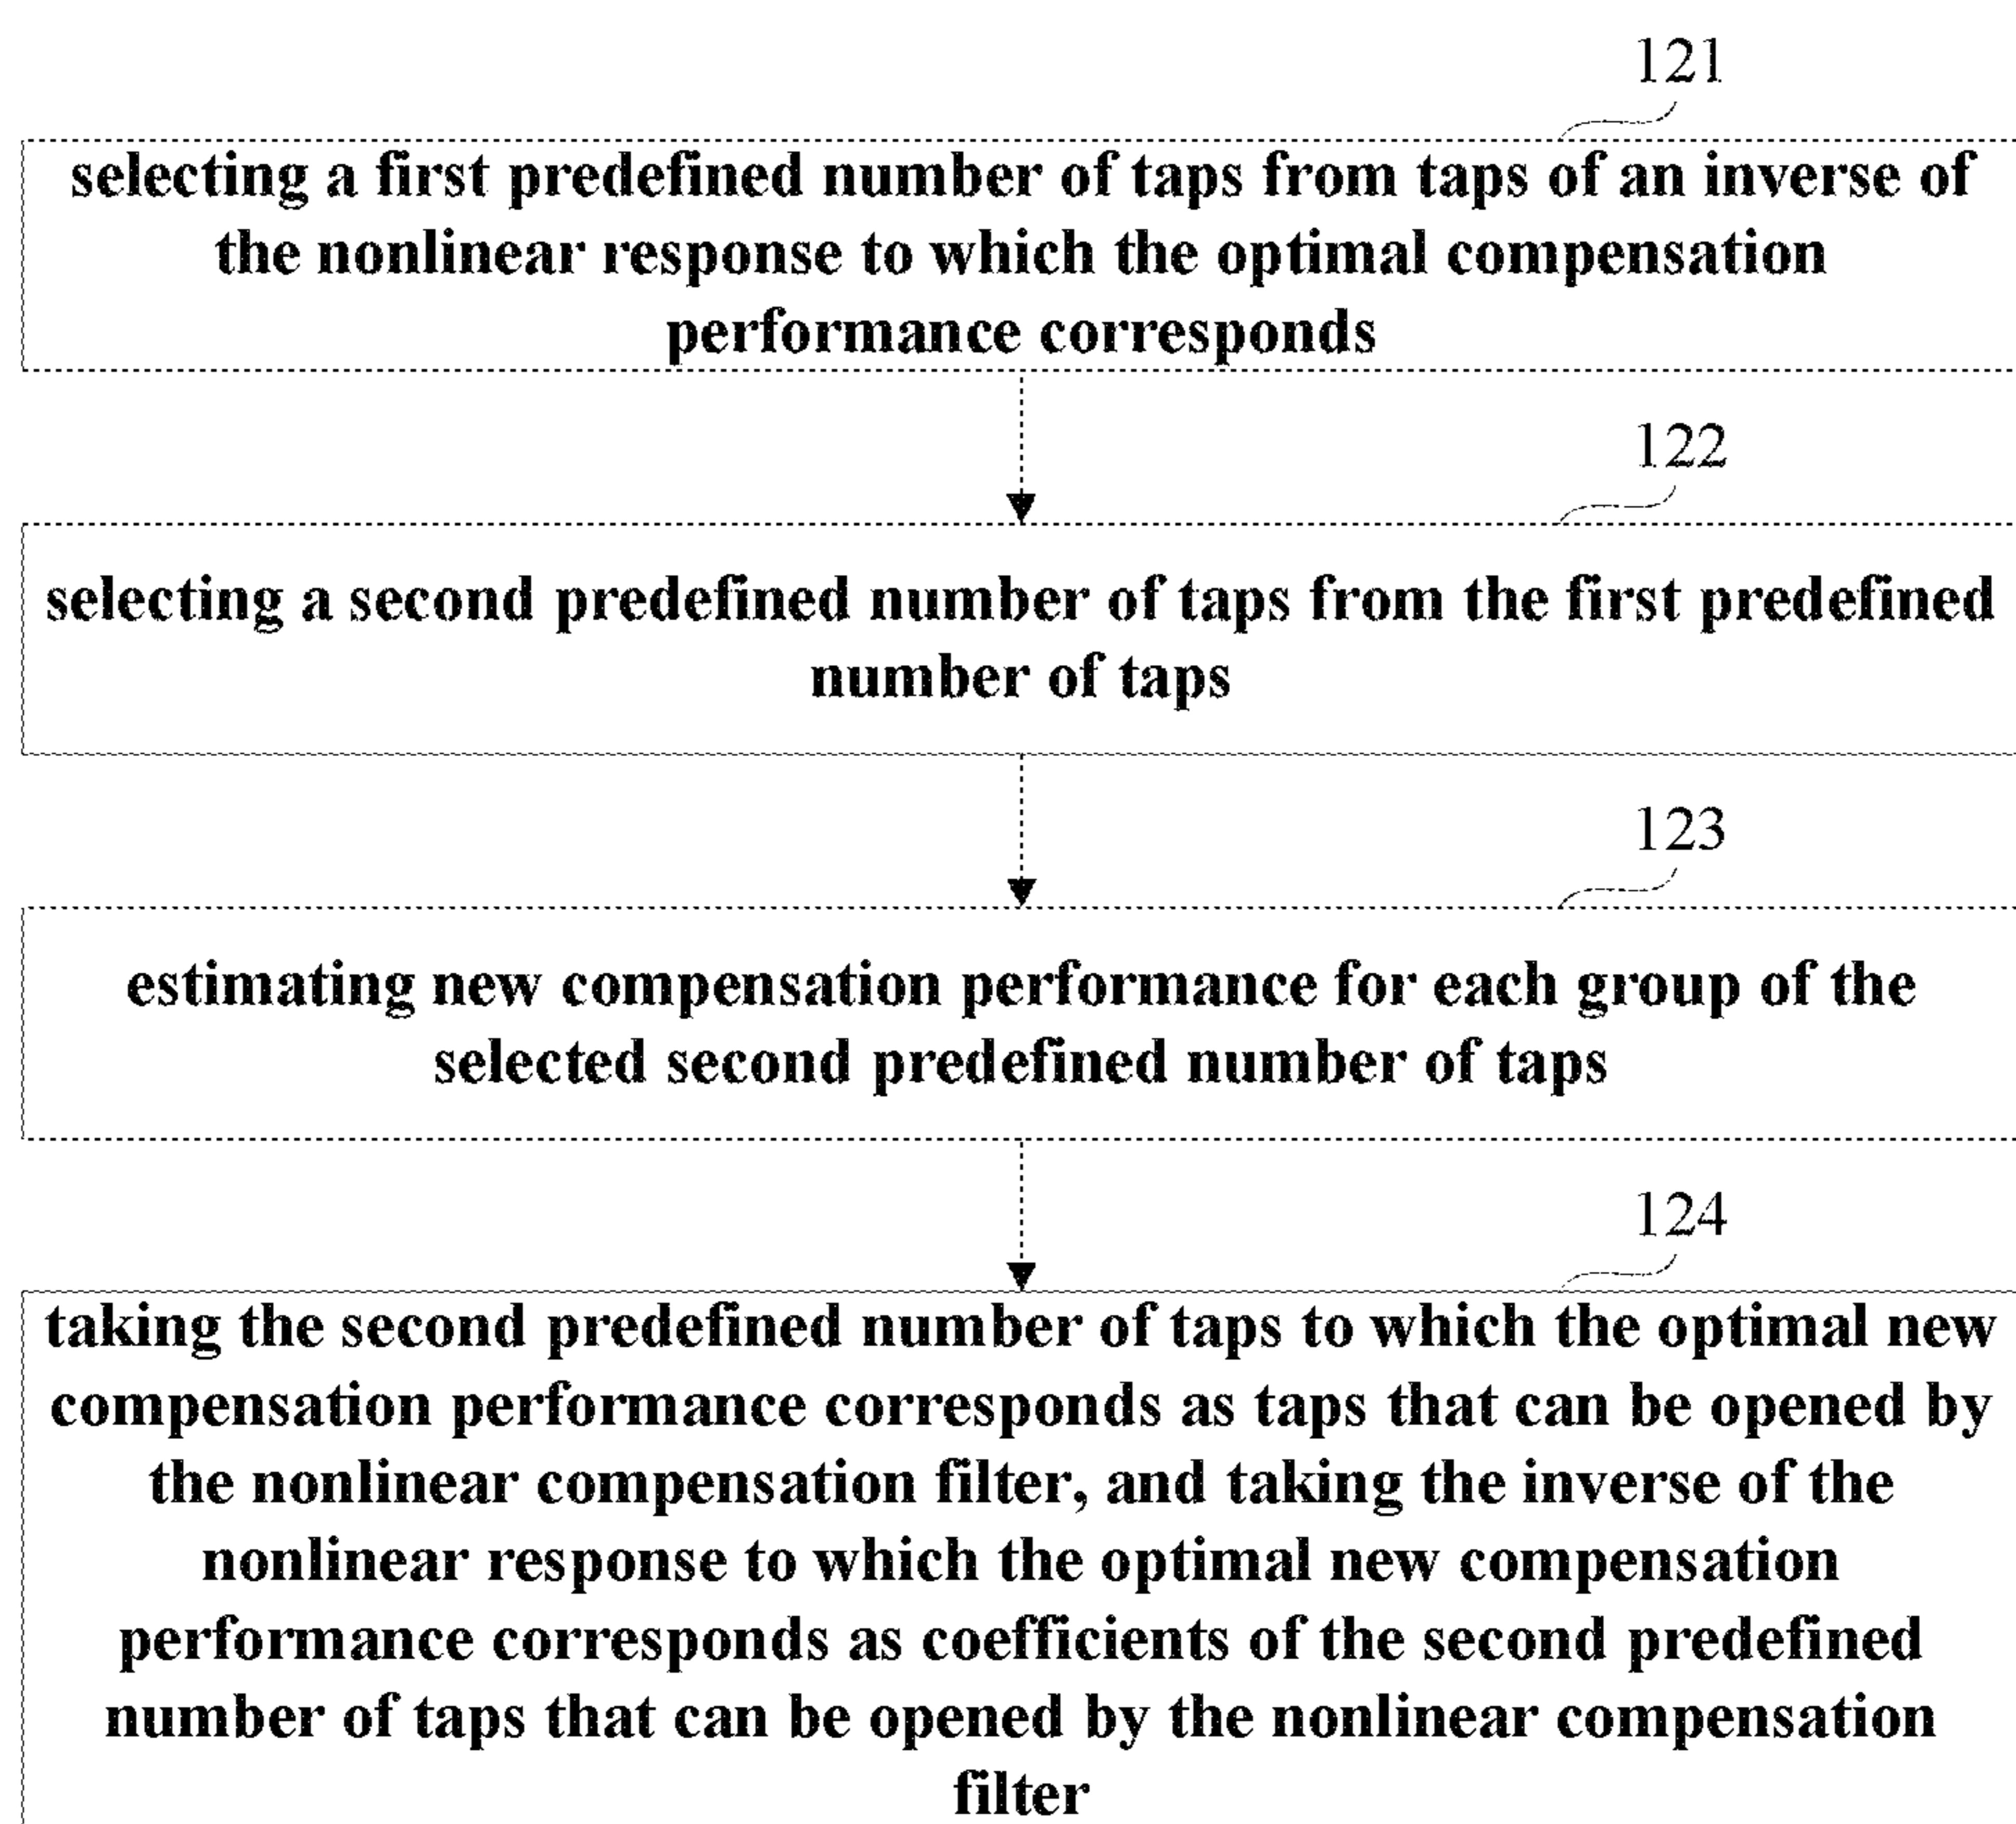 121
selecting a first predefined number of taps from taps of an inverse of
the nonlinear response to which the optimal compensation
performance corresponds
122
selecting a second predefined number of taps from the first predefined
number of taps
123
estimating new compensation performance for each group of the
selected second predefined number of taps
124
taking the second predefined number of taps to which the optimal new
compensation performance corresponds as taps that can be opened by
the nonlinear compensation filter, and taking the inverse of the
nonlinear response to which the optimal new compensation
performance corresponds as coefficients of the second predefined
number of taps that can be opened by the nonlinear compensation
filter